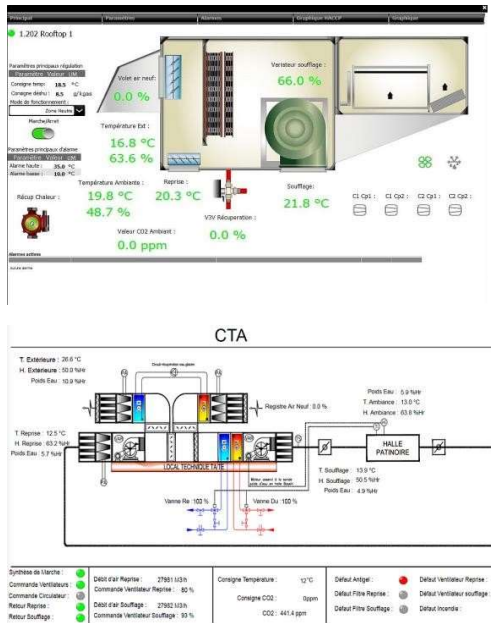 Principal Paramètres Alarmes Graphique HACCP Graphique
1.202 Rooftop 1
Paramètres principaux régulation
Paramètre Valeur UM
Consigne temp: 18.5 °C
Consigne déshu: 6.5 g/kgas
Mode de fonctionnement:
Zone Neutre
Marche/Arret
Paramètres principaux d'alarme
Paramètre Valeur UM
Alarme haute : 35.0 °C
Alarme basse : 10.0 °C
Récup Chaleur :
Volet air neuf:
0.0 %
Température Ext :
16.8 °C
63.6 %
Température Ambiante :
19.8 °C
48.7 %
Reprise :
20.3 °C
Valeur CO2 Ambiant :
0.0 ppm
V3V Récuperation :
0.0 %
Variateur soufflage :
66.0 %
Soufflage:
21.8 °C
C1 Cp1 : C1 Cp2 : C2 Cp1 : C2 Cp2 :
Alarmes actives
CTA
T. Extérieure : 26.6 °C
H. Extérieure : 50.0 %Hr
Poids Eau : 10.9 %Hr
Registre Air Neuf : 0.0 %
T. Reprise : 12.5 °C
H. Reprise : 63.2 %Hr
Poids Eau : 5.7 %Hr
LOCAL TECHNIQUE TATE
Vanne Re : 100 % Vanne Du : 100 %
Poids Eau : 5.9 %Hr
T. Ambiance : 13.0 °C
H. Ambiance : 63.8 %Hr
HALLE
PATINOIRE
T. Soufflage : 13.9 °C
H. Soufflage : 50.5 %Hr
Poids Eau : 4.9 %Hr
Synthèse de Marche :
Commande Ventilateurs :
Commande Circulateur :
Retour Reprise :
Retour Soufflage :
Débit d'air Reprise : 27981 M3/h
Commande Ventilateur Reprise : 80 %
Débit d'air Soufflage : 27982 M3/h
Commande Ventilateur Soufflage : 93 %
Consigne Température : 12°C
Consigne CO2 : 0ppm
CO2 : 441.4 ppm
Défaut Antigel :
Défaut Filtre Reprise :
Défaut Filtre Soufflage :
Défaut Ventilateur Reprise :
Défaut Ventilateur soufflage :
Défaut Incendie :